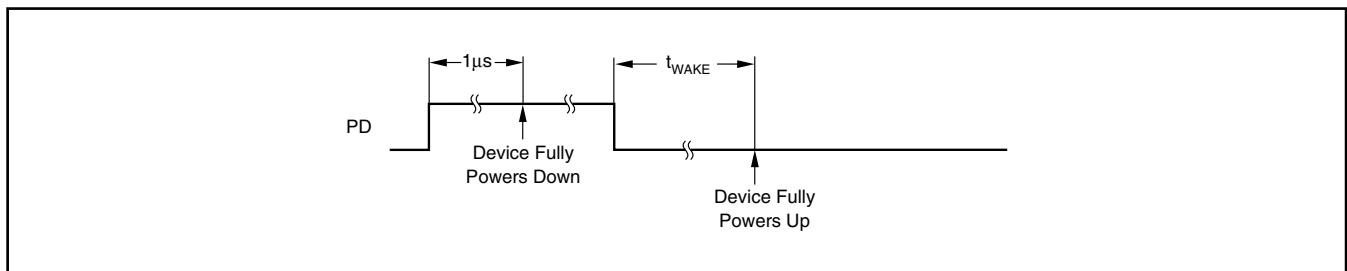 1µs
tWAKE
PD
Device Fully
Powers Down
Device Fully
Powers Up